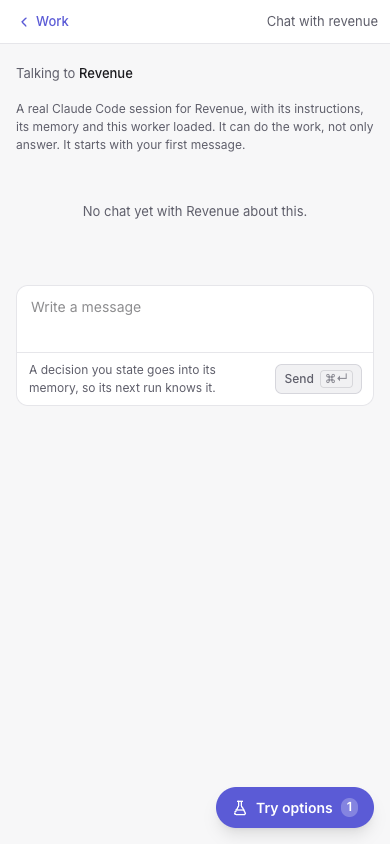 Work
Chat with revenue
Talking to Revenue
A real Claude Code session for Revenue, with its instructions,
its memory and this worker loaded. It can do the work, not only
answer. It starts with your first message.
No chat yet with Revenue about this.
Write a message
A decision you state goes into its
memory, so its next run knows it.
Send ⌘↵
Try options 1